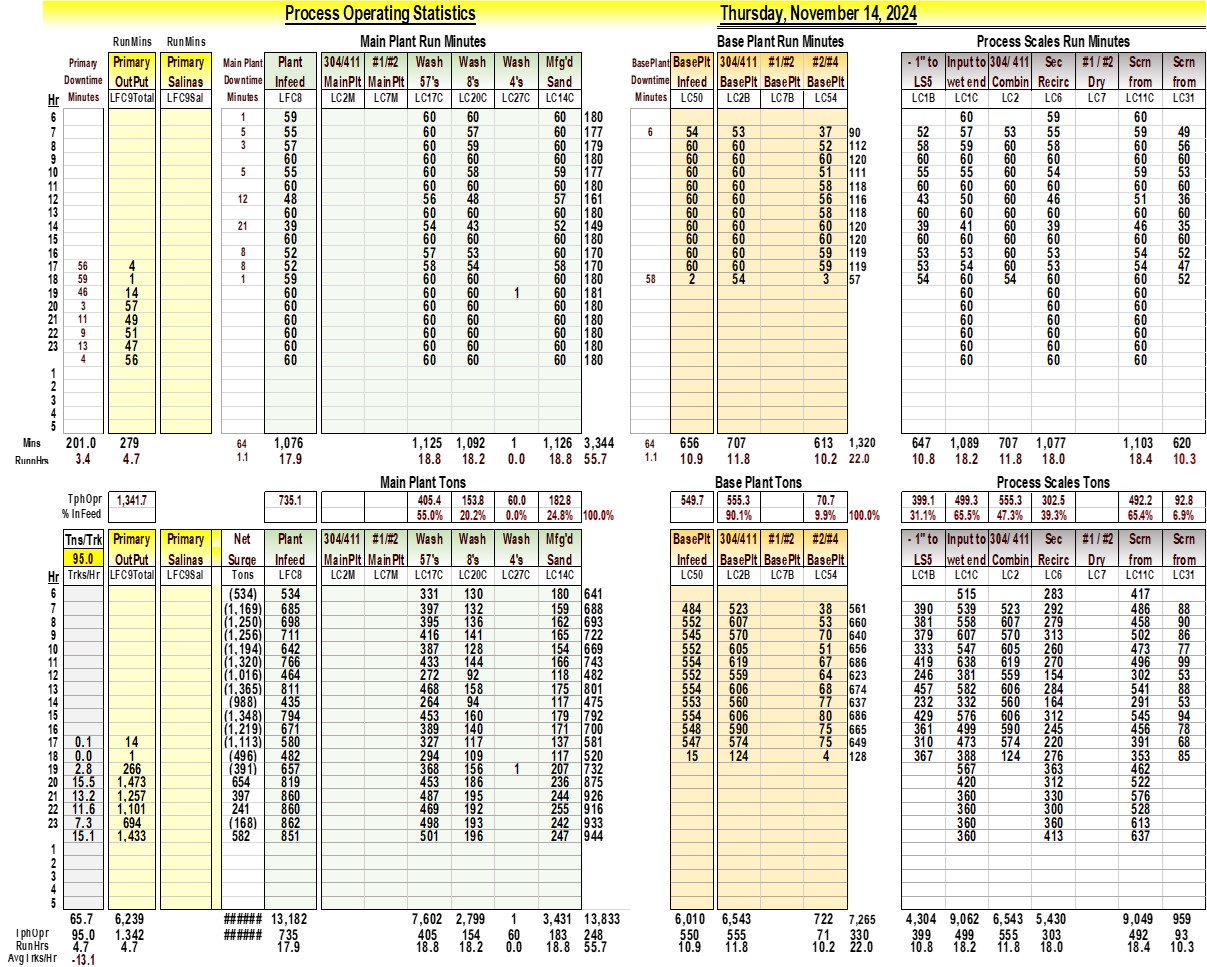 Process Operating Statistics Thursday, November 14, 2024
RunMins RunMins Main Plant Run Minutes Base Plant Run Minutes Process Scales Run Minutes
Primary Primary Primary Main Plant Plant 304/411 #1/#2 Wash Wash Wash Mfg'd BasePlant BasePlt 304/411 #1/#2 #2/#4 - 1" to Input to 304/ 411 Sec #1 / #2 Scrn Scrn
Downtime OutPut Salinas Downtime Infeed MainPlt MainPlt 57's 8's 4's Sand Downtime Infeed BasePlt BasePlt BasePlt LS5 wet end Combin Recirc Dry from from
Hr Minutes LFC9Total LFC9Sal Minutes LFC8 LC2M LC7M LC17C LC20C LC27C LC14C Minutes LC50 LC2B LC7B LC54 LC1B LC1C LC2 LC6 LC7 LC11C LC31
6 1 59 60 60 60 180 60 59 60
7 5 55 60 57 60 177 6 54 53 37 90 52 57 53 55 59 49
8 3 57 60 59 60 179 60 60 52 112 58 59 60 58 60 56
9 60 60 60 60 180 60 60 60 120 60 60 60 60 60 60
10 5 55 60 58 59 177 60 60 51 111 55 55 60 54 59 53
11 60 60 60 60 180 60 60 58 118 60 60 60 60 60 60
12 12 48 56 48 57 161 60 60 56 116 43 50 60 46 51 36
13 60 60 60 60 180 60 60 58 118 60 60 60 60 60 60
14 21 39 54 43 52 149 60 60 60 120 39 41 60 39 46 35
15 60 60 60 60 180 60 60 60 120 60 60 60 60 60 60
16 8 52 57 53 60 170 60 60 59 119 53 53 60 53 54 52
17 56 4 8 52 58 54 58 170 60 60 59 119 53 54 60 53 54 47
18 59 1 1 59 60 60 60 180 58 2 54 3 57 54 60 54 60 60 52
19 46 14 60 60 60 1 60 181 60 60 60
20 3 57 60 60 60 60 180 60 60 60
21 11 49 60 60 60 60 180 60 60 60
22 9 51 60 60 60 60 180 60 60 60
23 13 47 60 60 60 60 180 60 60 60
4 56 60 60 60 60 180 60 60 60
1
2
3
4
5
Mins 201.0 279 64 1,076 1,125 1,092 1 1,126 3,344 64 656 707 613 1,320 647 1,089 707 1,077 1,103 620
RunnHrs 3.4 4.7 1.1 17.9 18.8 18.2 0.0 18.8 55.7 1.1 10.9 11.8 10.2 22.0 10.8 18.2 11.8 18.0 18.4 10.3
Main Plant Tons Base Plant Tons Process Scales Tons
TphOpr 1,341.7 735.1 405.4 153.8 60.0 182.8 549.7 555.3 70.7 399.1 499.3 555.3 302.5 492.2 92.8
% InFeed 55.0% 20.2% 0.0% 24.8% 100.0% 90.1% 9.9% 100.0% 31.1% 65.5% 47.3% 39.3% 65.4% 6.9%
Tns/Trk Primary Primary Net Plant 304/411 #1/#2 Wash Wash Wash Mfg'd BasePlt 304/411 #1/#2 #2/#4 - 1" to Input to 304/ 411 Sec #1 / #2 Scrn Scrn
95.0 OutPut Salinas Surge Infeed MainPlt MainPlt 57's 8's 4's Sand Infeed BasePlt BasePlt BasePlt LS5 wet end Combin Recirc Dry from from
Hr Trks/Hr LFC9Total LFC9Sal Tons LFC8 LC2M LC7M LC17C LC20C LC27C LC14C LC50 LC2B LC7B LC54 LC1B LC1C LC2 LC6 LC7 LC11C LC31
6 (534) 534 331 130 180 641 515 283 417
7 (1,169) 685 397 132 159 688 484 523 38 561 390 539 523 292 486 88
8 (1,250) 698 395 136 162 693 552 607 53 660 381 558 607 279 458 90
9 (1,256) 711 416 141 165 722 545 570 70 640 379 607 570 313 502 86
10 (1,194) 642 387 128 154 669 552 605 51 656 333 547 605 260 473 77
11 (1,320) 766 433 144 166 743 554 619 67 686 419 638 619 270 496 99
12 (1,016) 464 272 92 118 482 552 559 64 623 246 381 559 154 302 53
13 (1,365) 811 468 158 175 801 554 606 68 674 457 582 606 284 541 88
14 (988) 435 264 94 117 475 553 560 77 637 232 332 560 164 291 53
15 (1,348) 794 453 160 179 792 554 606 80 686 429 576 606 312 545 94
16 (1,219) 671 389 140 171 700 548 590 75 665 361 499 590 245 456 78
17 0.1 14 (1,113) 580 327 117 137 581 547 574 75 649 310 473 574 220 391 68
18 0.0 1 (496) 482 294 109 117 520 15 124 4 128 367 388 124 276 353 85
19 2.8 266 (391) 657 368 156 1 207 732 567 363 462
20 15.5 1,473 654 819 453 186 236 875 420 312 522
21 13.2 1,257 397 860 487 195 244 926 360 330 576
22 11.6 1,101 241 860 469 192 255 916 360 300 528
23 7.3 694 (168) 862 498 193 242 933 360 360 613
15.1 1,433 582 851 501 196 247 944 360 413 637
1
2
3
4
5
65.7 6,239 ###### 13,182 7,602 2,799 1 3,431 13,833 6,010 6,543 722 7,265 4,304 9,062 6,543 5,430 9,049 959
TphOpr 95.0 1,342 ###### 735 405 154 60 183 248 550 555 71 330 399 499 555 303 492 93
RunHrs 4.7 4.7 17.9 18.8 18.2 0.0 18.8 55.7 10.9 11.8 10.2 22.0 10.8 18.2 11.8 18.0 18.4 10.3
AvgTrks/Hr -13.1